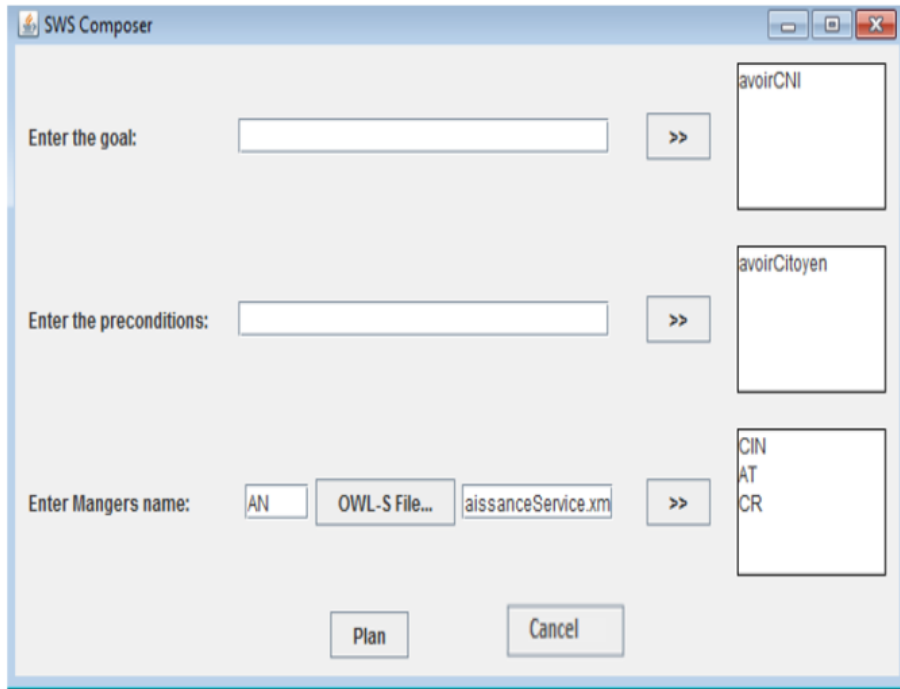 SWS Composer
Enter the goal:
>>
avoirCNI
Enter the preconditions:
>>
avoirCitoyen
Enter Mangers name:
AN
OWL-S File...
aissanceService.xm
>>
CIN
AT
CR
Plan
Cancel